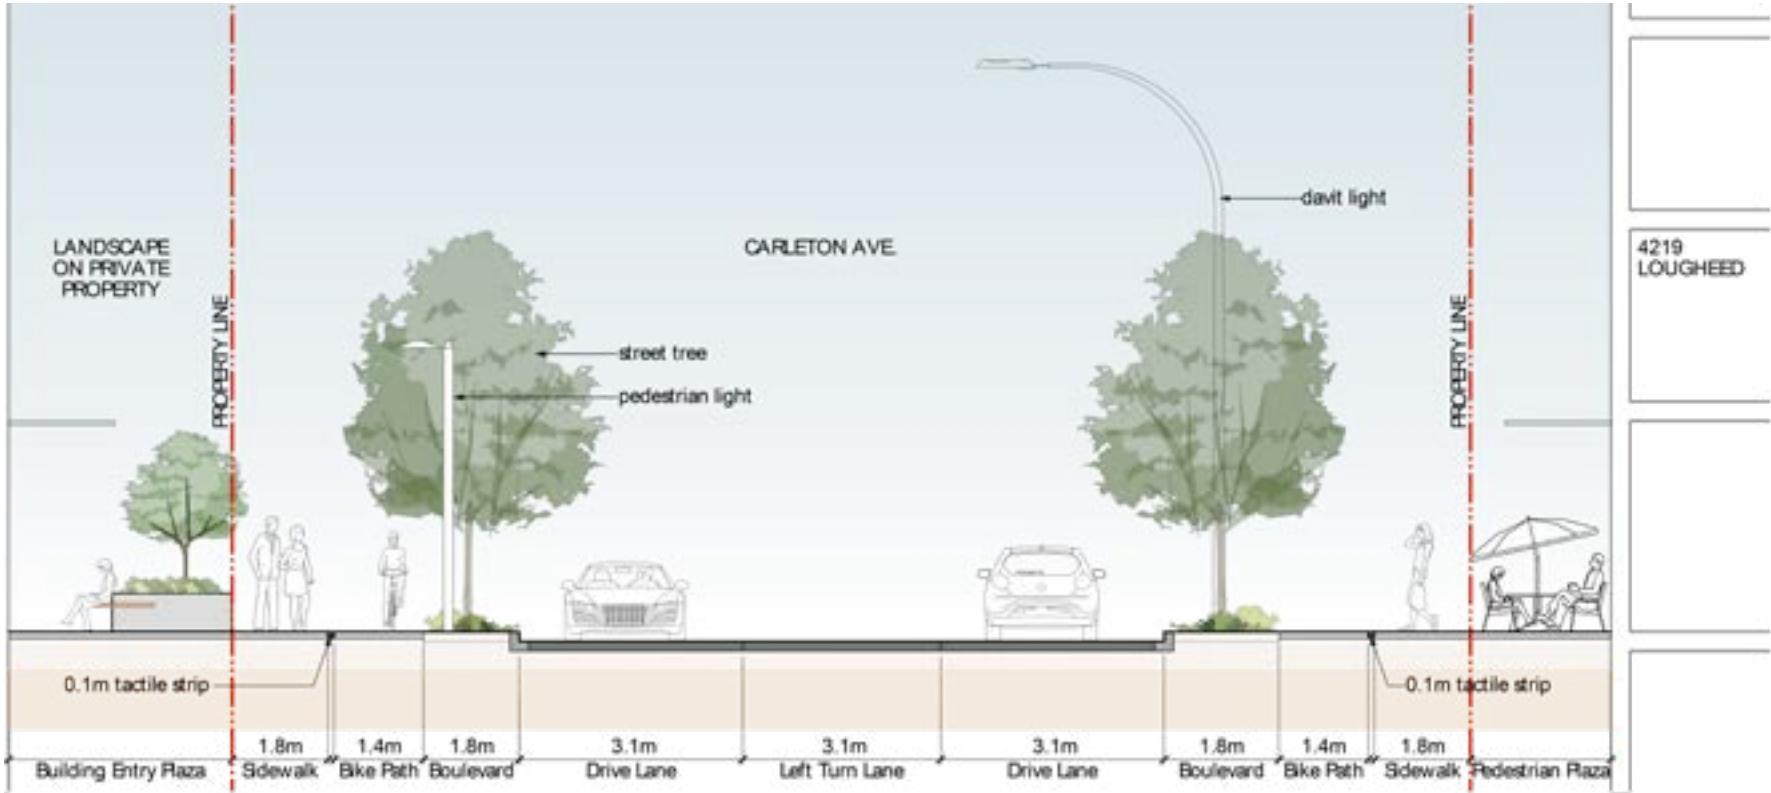 LANDSCAPE
ON PRIVATE
PROPERTY
PROPERTY LINE
CARLETON AVE.
davit light
street tree
pedestrian light
PROPERTY LINE
4219
LOUGHEED
0.1m tactile strip
0.1m tactile strip
1.8m 1.4m 1.8m 3.1m 3.1m 3.1m 1.8m 1.4m 1.8m
Building Entry Plaza Sidewalk Bike Path Boulevard Drive Lane Left Turn Lane Drive Lane Boulevard Bike Path Sidewalk Pedestrian Plaza